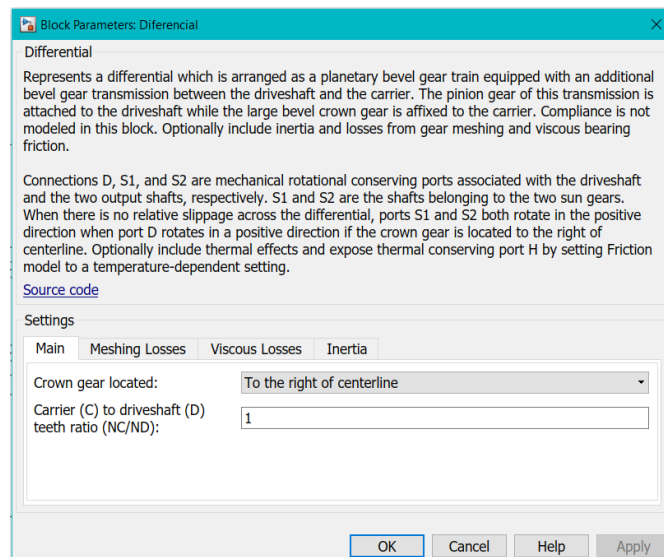 Block Parameters: Diferencial
Differential
Represents a differential which is arranged as a planetary bevel gear train equipped with an additional
bevel gear transmission between the driveshaft and the carrier. The pinion gear of this transmission is
attached to the driveshaft while the large bevel crown gear is affixed to the carrier. Compliance is not
modeled in this block. Optionally include inertia and losses from gear meshing and viscous bearing
friction.
Connections D, S1, and S2 are mechanical rotational conserving ports associated with the driveshaft
and the two output shafts, respectively. S1 and S2 are the shafts belonging to the two sun gears.
When there is no relative slippage across the differential, ports S1 and S2 both rotate in the positive
direction when port D rotates in a positive direction if the crown gear is located to the right of
centerline. Optionally include thermal effects and expose thermal conserving port H by setting Friction
model to a temperature-dependent setting.
Source code
Settings
Main Meshing Losses Viscous Losses Inertia
Crown gear located: To the right of centerline
Carrier (C) to driveshaft (D)
teeth ratio (NC/ND): 1
OK Cancel Help Apply